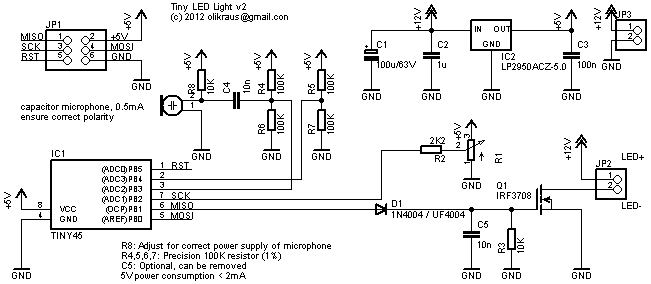 Tiny LED Light v2
(c) 2012 olikraus@gmail.com
JP1
MISO 1 2 +5V
SCK 3 4 MOSI
RST 5 6
+5V
GND
capacitor microphone, 0.5mA
ensure correct polarity
+5V
R8
10K
2
1
GND
C4
10n
+5V
R4
100K
R6
100K
GND
+5V
R5
100K
R7
100K
GND
+12V
C1
100u/63V
GND
C2
1u
GND
IN OUT
GND
IC2
LP2950ACZ-5.0
GND
+5V
C3
100n
GND
+12V
JP3
1
2
GND
IC1
+5V
8 VCC
4 GND
GND
TINY45
(ADC0)PB5 1 RST
(ADC3)PB4 3
(ADC2)PB3 2
(ADC1)PB2 7 SCK
(OCP)PB1 6 MISO
(AREF)PB0 5 MOSI
2K2
R2
+5V
3
2
1
R1
GND
D1
1N4004 / UF4004
C5
10n
GND
R3
10K
GND
Q1
IRF3708
+12V
JP2
LED+
1
2
LED-
GND
R8: Adjust for correct power supply of microphone
R4,5,6,7: Precision 100K resistor (1%)
C5: Optional, can be removed
5V power consumption < 2mA